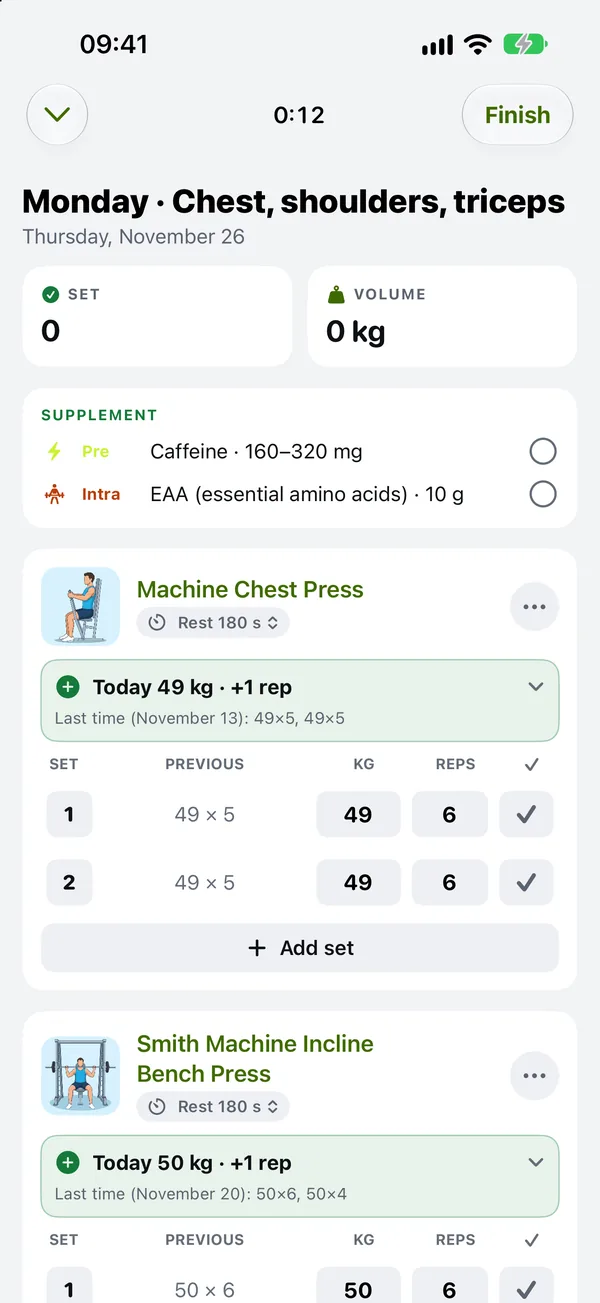 09:41
0:12
Finish
Monday · Chest, shoulders, triceps
Thursday, November 26
SET
0
VOLUME
0 kg
SUPPLEMENT
Pre Caffeine · 160–320 mg
Intra EAA (essential amino acids) · 10 g
Machine Chest Press
Rest 180 s
Today 49 kg · +1 rep
Last time (November 13): 49×5, 49×5
SET PREVIOUS KG REPS
1 49 × 5 49 6
2 49 × 5 49 6
Add set
Smith Machine Incline
Bench Press
Rest 180 s
Today 50 kg · +1 rep
Last time (November 20): 50×6, 50×4
SET PREVIOUS KG REPS
1 50 × 6 50 6